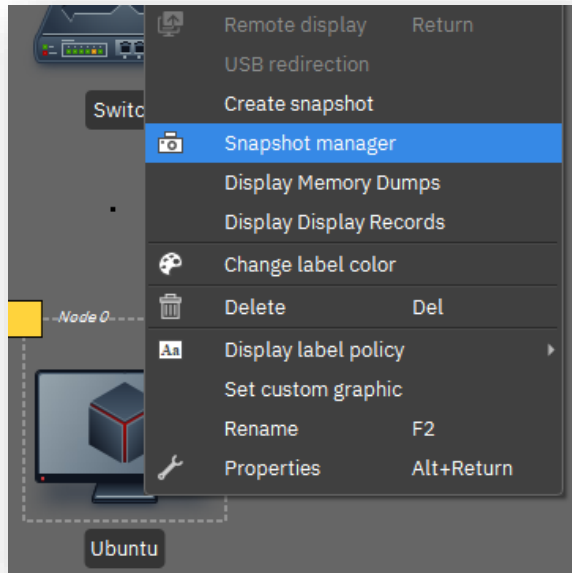 Remote display Return
USB redirection
Create snapshot
Switc
Snapshot manager
Display Memory Dumps
Display Display Records
Change label color
Delete Del
Node 0
Aa Display label policy
Set custom graphic
Rename F2
Properties Alt+Return
Ubuntu